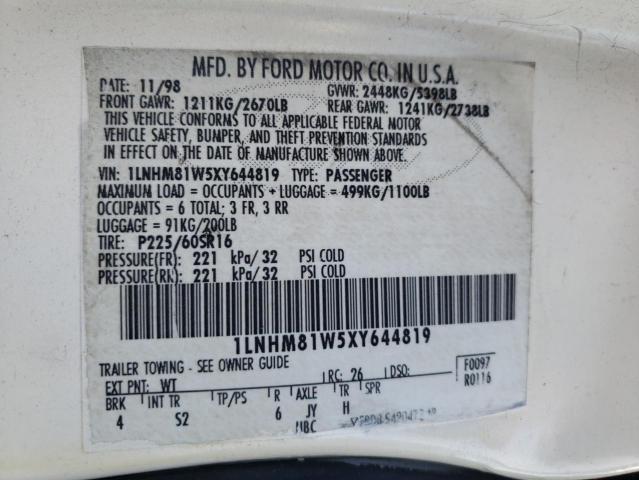 MFD. BY FORD MOTOR CO. IN U.S.A.
DATE: 11/98 GVWR: 2448KG/5398LB
FRONT GAWR: 1211KG/2670LB REAR GAWR: 1241KG/2738LB
THIS VEHICLE CONFORMS TO ALL APPLICABLE FEDERAL MOTOR
VEHICLE SAFETY, BUMPER, AND THEFT PREVENTION STANDARDS
IN EFFECT ON THE DATE OF MANUFACTURE SHOWN ABOVE.
VIN: 1LNHM81W5XY644819 TYPE: PASSENGER
MAXIMUM LOAD = OCCUPANTS + LUGGAGE = 499KG/1100LB
OCCUPANTS = 6 TOTAL; 3 FR, 3 RR
LUGGAGE = 91KG/200LB
TIRE: P225/60SR16
PRESSURE(FR): 221 kPa/32 PSI COLD
PRESSURE(RR): 221 kPa/32 PSI COLD
1LNHM81W5XY644819
TRAILER TOWING - SEE OWNER GUIDE
EXT PNT: WT RC: 26 DSO: F0097
R0116
BRK INT TR TP/PS R AXLE TR SPR
4 S2 6 JY H